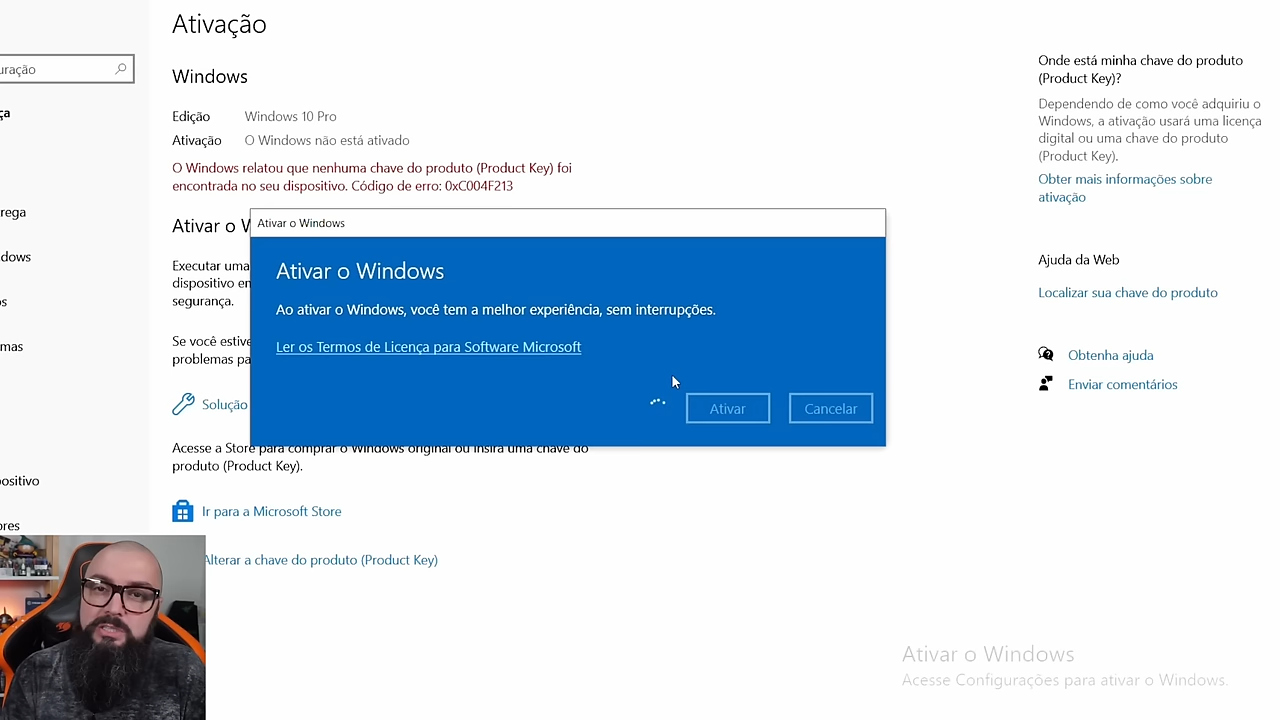 Ativação
uração
ça
rega
dows
os
mas
ositivo
ores
Windows
Edição Windows 10 Pro
Ativação O Windows não está ativado
O Windows relatou que nenhuma chave do produto (Product Key) foi
encontrada no seu dispositivo. Código de erro: 0xC004F213
Ativar o W
Executar uma
dispositivo em
segurança.
Se você estive
problemas pa
Solução
Ativar o Windows
Ativar o Windows
Ao ativar o Windows, você tem a melhor experiência, sem interrupções.
Ler os Termos de Licença para Software Microsoft
Ativar Cancelar
Acesse a Store para comprar o Windows original ou insira uma chave do
produto (Product Key).
Ir para a Microsoft Store
Alterar a chave do produto (Product Key)
Onde está minha chave do produto
(Product Key)?
Dependendo de como você adquiriu o
Windows, a ativação usará uma licença
digital ou uma chave do produto
(Product Key).
Obter mais informações sobre
ativação
Ajuda da Web
Localizar sua chave do produto
Obtenha ajuda
Enviar comentários
Ativar o Windows
Acesse Configurações para ativar o Windows.